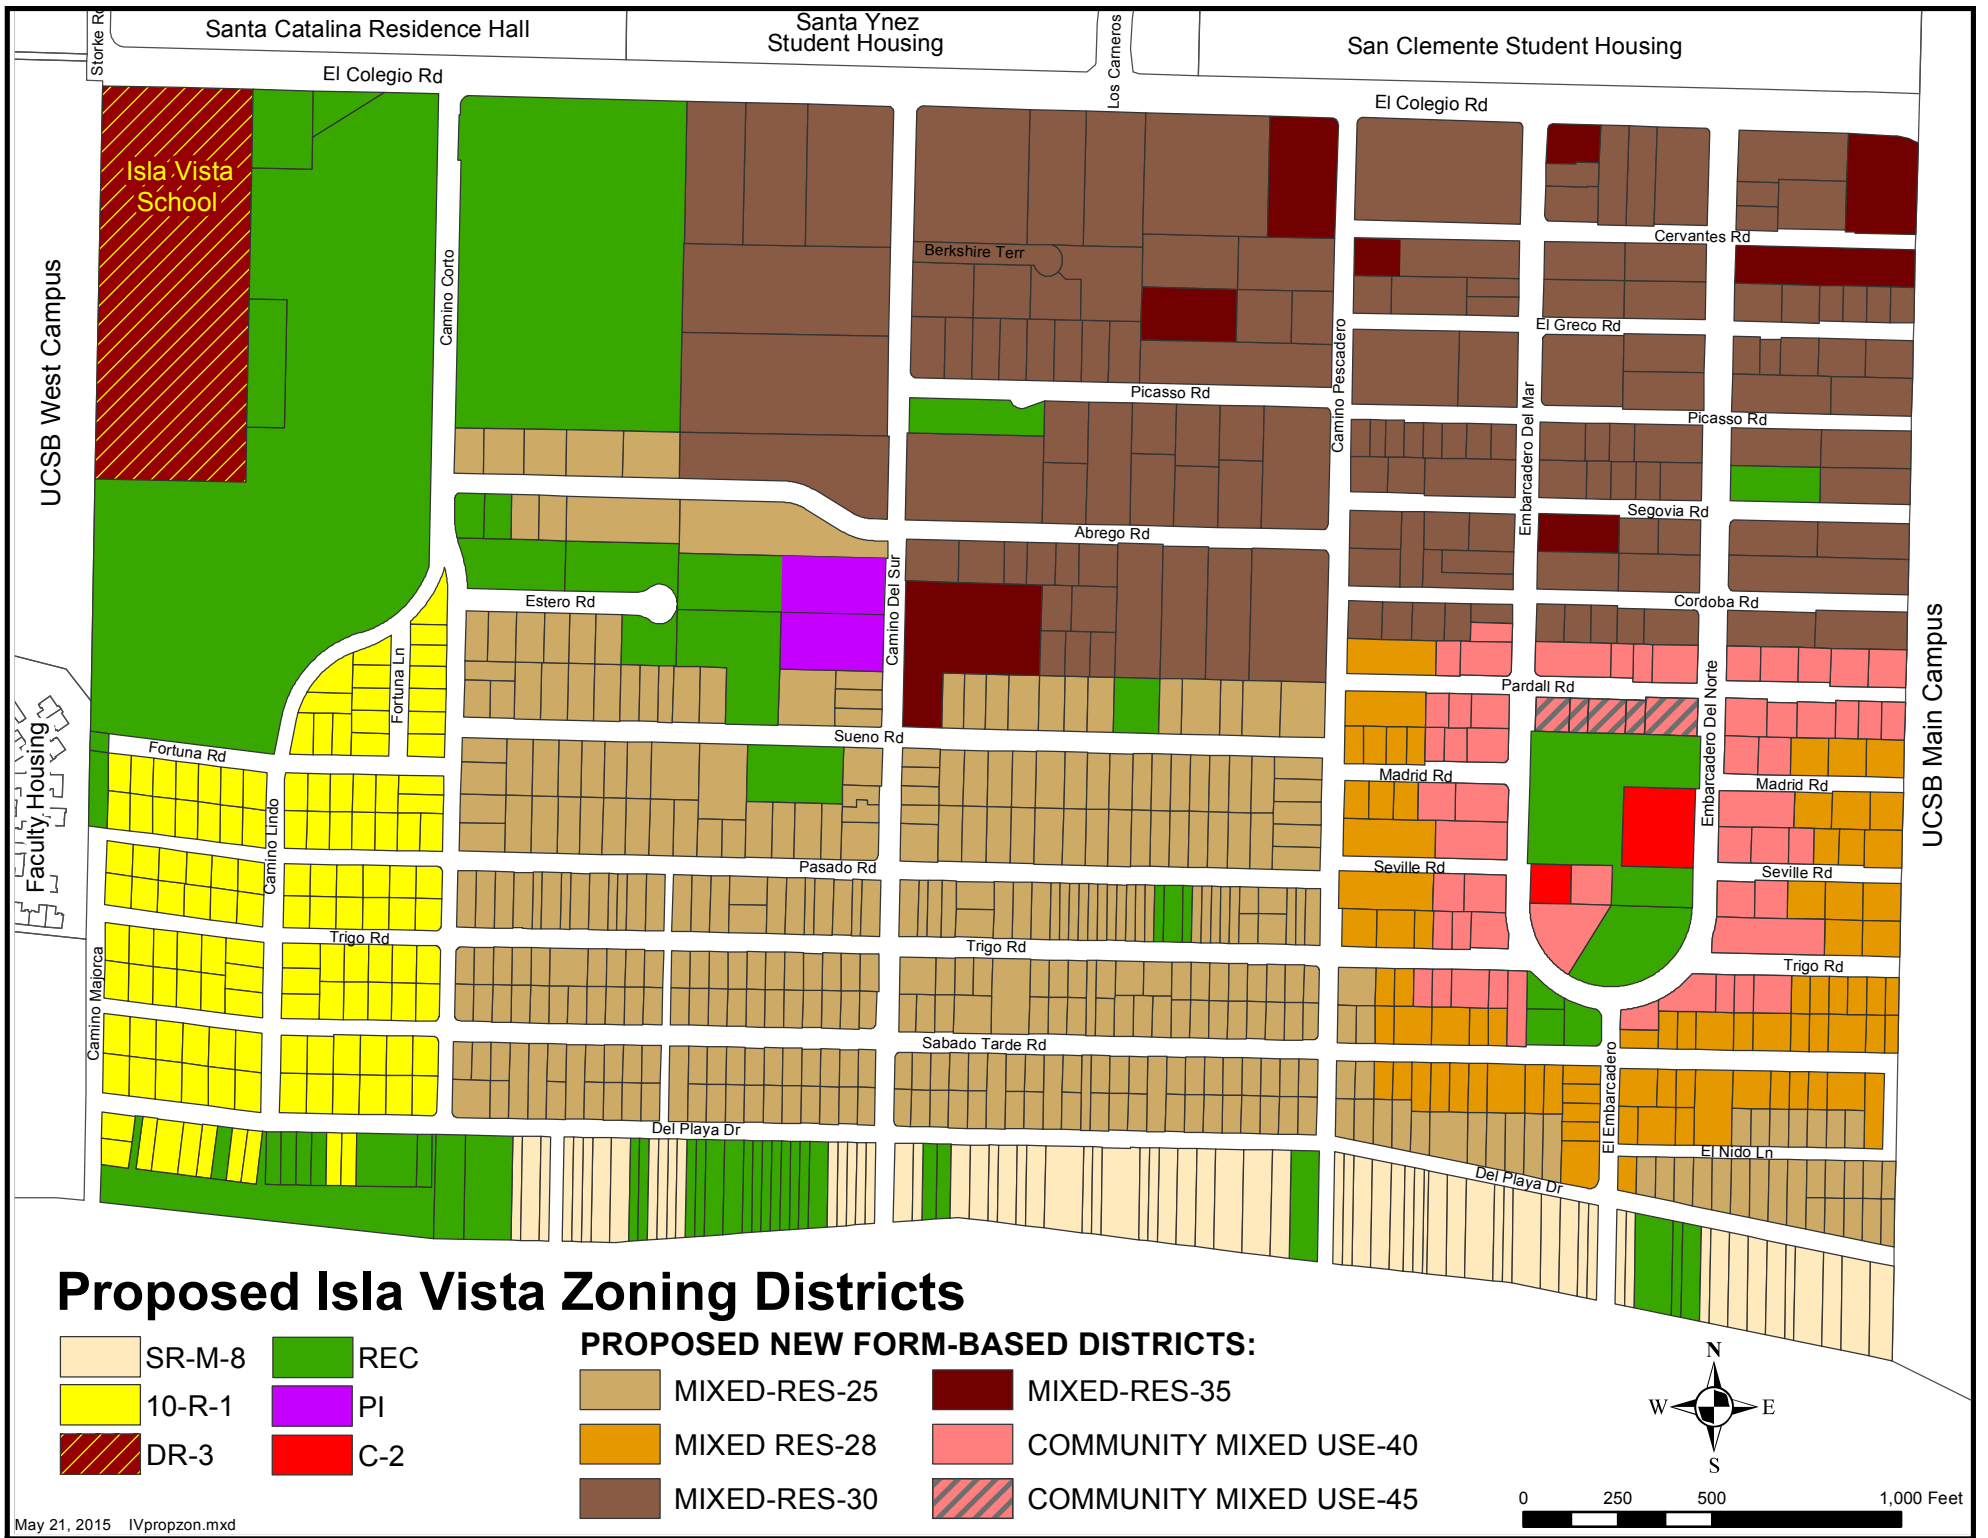 Santa Catalina Residence Hall
Santa Ynez
Student Housing
San Clemente Student Housing
Storke Rd
Los Carneros
El Colegio Rd
El Colegio Rd
Isla Vista
School
Cervantes Rd
Berkshire Terr
Camino Corto
UCSB West Campus
El Greco Rd
Camino Pescadero
Picasso Rd
Embarcadero Del Mar
Picasso Rd
Segovia Rd
Abrego Rd
Camino Del Sur
Estero Rd
Cordoba Rd
UCSB Main Campus
Fortuna Ln
Pardall Rd
Embarcadero Del Norte
Sueno Rd
Fortuna Rd
Faculty Housing
Madrid Rd
Madrid Rd
Camino Lindo
Pasado Rd
Seville Rd
Seville Rd
Trigo Rd
Trigo Rd
Trigo Rd
Camino Majorca
Sabado Tarde Rd
El Embarcadero
Del Playa Dr
El Nido Ln
Del Playa Dr
Proposed Isla Vista Zoning Districts
SR-M-8
10-R-1
DR-3
REC
PI
C-2
PROPOSED NEW FORM-BASED DISTRICTS:
MIXED-RES-25
MIXED RES-28
MIXED-RES-30
MIXED-RES-35
COMMUNITY MIXED USE-40
COMMUNITY MIXED USE-45
N
W
E
S
0 250 500 1,000 Feet
May 21, 2015 IVpropzon.mxd